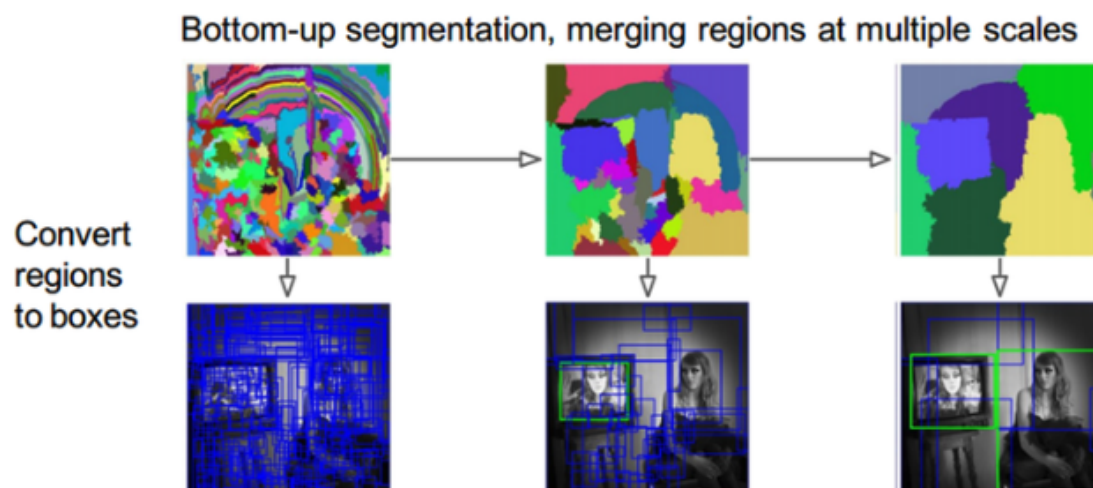 Bottom-up segmentation, merging regions at multiple scales
Convert
regions
to boxes